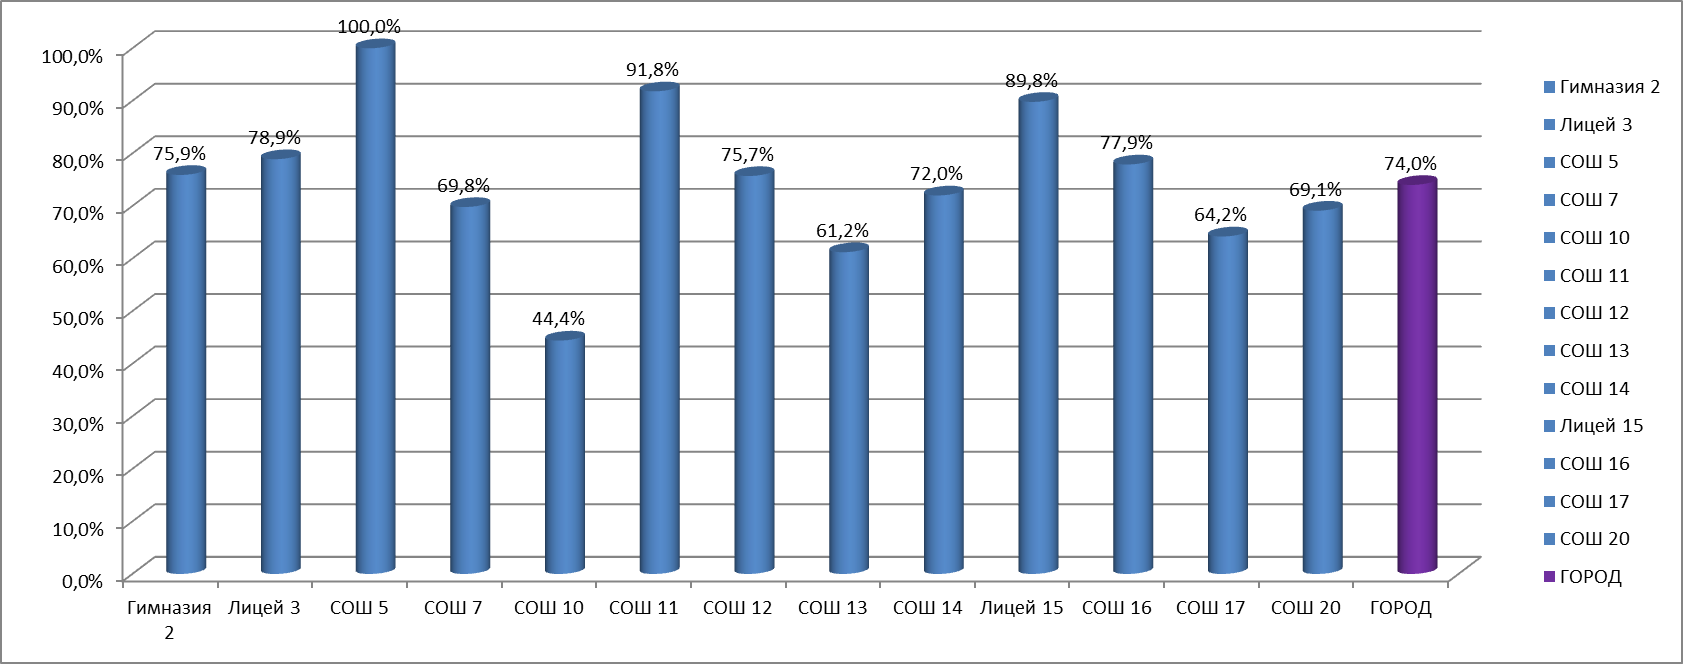 100,0%
90,0%
80,0%
70,0%
60,0%
50,0%
40,0%
30,0%
20,0%
10,0%
0,0%
75,9%
78,9%
100,0%
69,8%
44,4%
91,8%
75,7%
61,2%
72,0%
89,8%
77,9%
64,2%
69,1%
74,0%
Гимназия
2
Лицей 3
СОШ 5
СОШ 7
СОШ 10
СОШ 11
СОШ 12
СОШ 13
СОШ 14
Лицей 15
СОШ 16
СОШ 17
СОШ 20
ГОРОД
Гимназия 2
Лицей 3
СОШ 5
СОШ 7
СОШ 10
СОШ 11
СОШ 12
СОШ 13
СОШ 14
Лицей 15
СОШ 16
СОШ 17
СОШ 20
ГОРОД